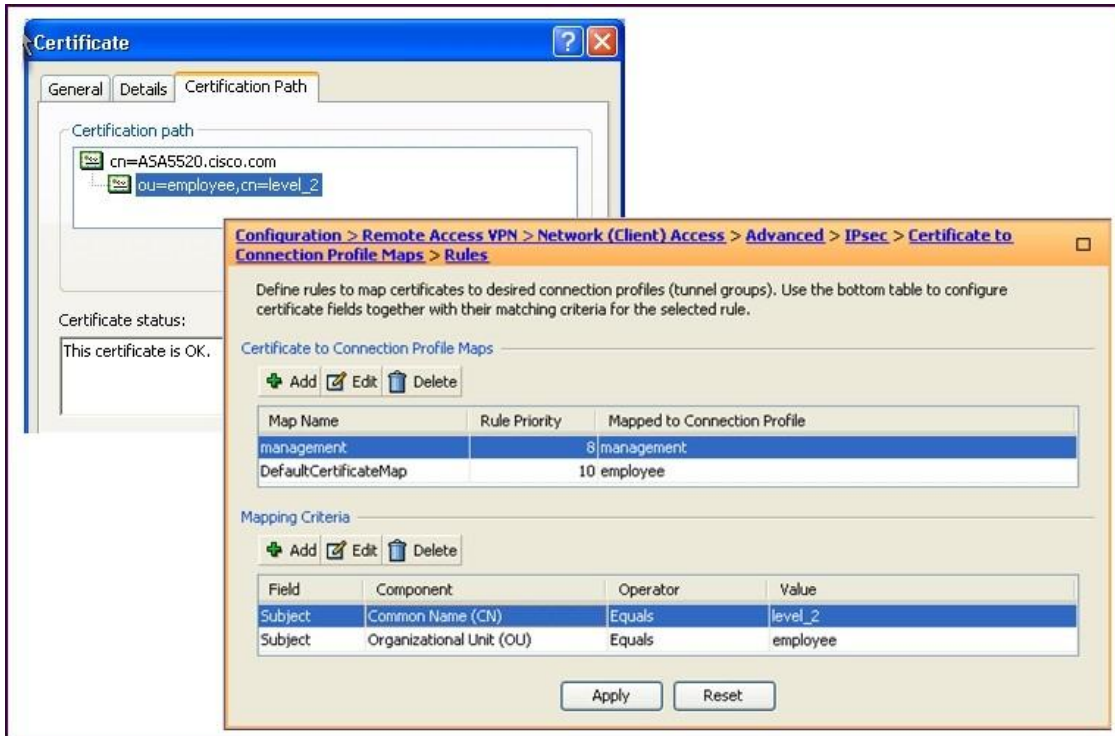 Certificate
General Details Certification Path
Certification path
cn=ASA5520.cisco.com
ou=employee,cn=level_2
Certificate status:
This certificate is OK.
Configuration > Remote Access VPN > Network (Client) Access > Advanced > IPsec > Certificate to
Connection Profile Maps > Rules
Define rules to map certificates to desired connection profiles (tunnel groups). Use the bottom table to configure
certificate fields together with their matching criteria for the selected rule.
Certificate to Connection Profile Maps
Add Edit Delete
Map Name Rule Priority Mapped to Connection Profile
management 8 management
DefaultCertificateMap 10 employee
Mapping Criteria
Add Edit Delete
Field Component Operator Value
Subject Common Name (CN) Equals level_2
Subject Organizational Unit (OU) Equals employee
Apply Reset